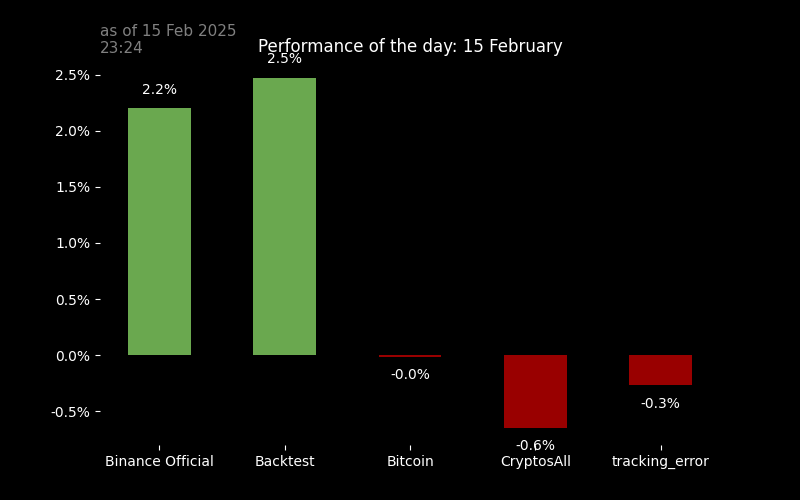 as of 15 Feb 2025
23:24
Performance of the day: 15 February
2.5%
2.0%
1.5%
1.0%
0.5%
0.0%
-0.5%
2.2%
2.5%
-0.0%
-0.6%
-0.3%
Binance Official
Backtest
Bitcoin
CryptosAll
tracking_error